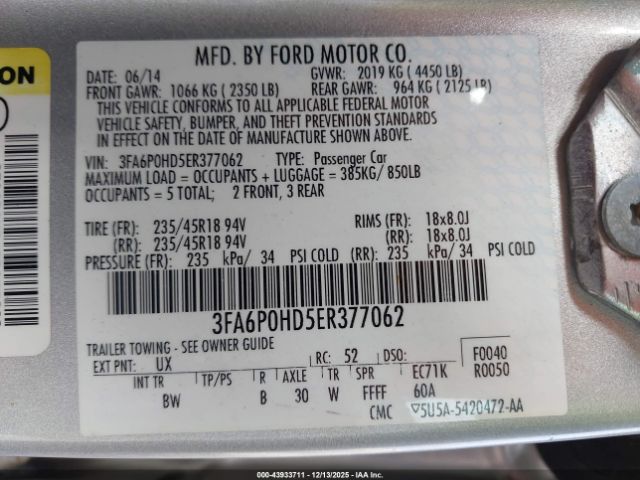 ON
MFD. BY FORD MOTOR CO.
DATE: 06/14 GVWR: 2019 KG ( 4450 LB)
FRONT GAWR: 1066 KG ( 2350 LB) REAR GAWR: 964 KG ( 2125 LB)
THIS VEHICLE CONFORMS TO ALL APPLICABLE FEDERAL MOTOR
VEHICLE SAFETY, BUMPER, AND THEFT PREVENTION STANDARDS
IN EFFECT ON THE DATE OF MANUFACTURE SHOWN ABOVE.
VIN: 3FA6P0HD5ER377062 TYPE: Passenger Car
MAXIMUM LOAD = OCCUPANTS + LUGGAGE = 385KG/ 850LB
OCCUPANTS = 5 TOTAL; 2 FRONT, 3 REAR
TIRE (FR): 235/45R18 94V RIMS (FR): 18x8.0J
(RR): 235/45R18 94V (RR): 18x8.0J
PRESSURE (FR): 235 kPa/ 34 PSI COLD (RR): 235 kPa/ 34 PSI COLD
3FA6P0HD5ER377062
TRAILER TOWING - SEE OWNER GUIDE
EXT PNT: UX RC: 52 DSO: F0040
INT TR TP/PS R AXLE TR SPR EC71K R0050
BW B 30 W FFFF 60A
CMC ▽5U5A-5420472-AA
000-43933711 - 12/13/2025 - IAAI.COM